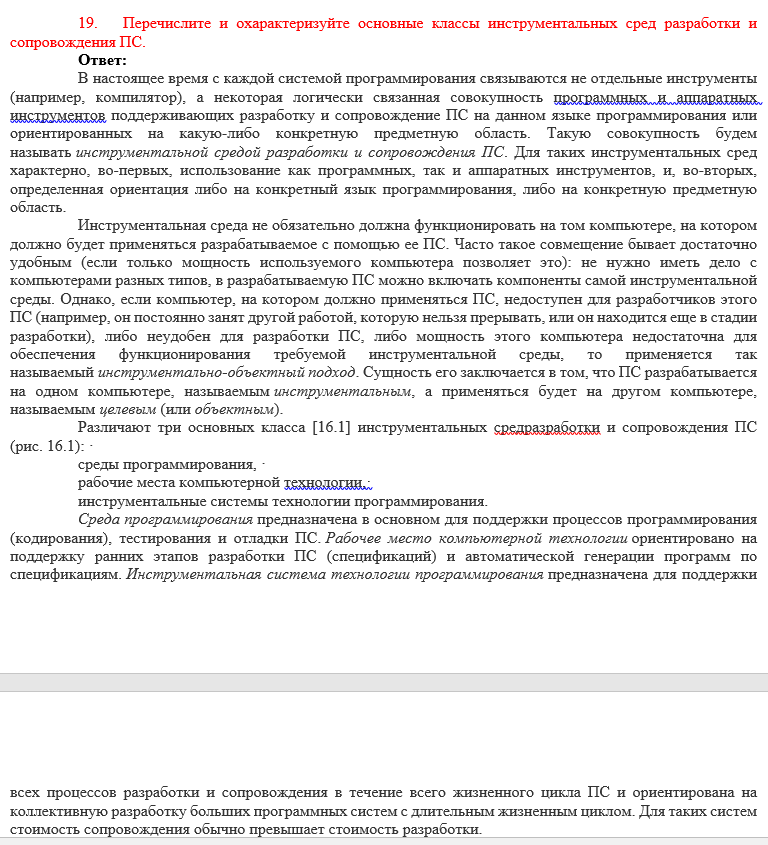 19. Перечислите и охарактеризуйте основные классы инструментальных сред разработки и
сопровождения ПС.
Ответ:
В настоящее время с каждой системой программирования связываются не отдельные инструменты
(например, компилятор), а некоторая логически связанная совокупность программных и аппаратных
инструментов поддерживающих разработку и сопровождение ПС на данном языке программирования или
ориентированных на какую-либо конкретную предметную область. Такую совокупность будем
называть инструментальной средой разработки и сопровождения ПС. Для таких инструментальных сред
характерно, во-первых, использование как программных, так и аппаратных инструментов, и, во-вторых,
определенная ориентация либо на конкретный язык программирования, либо на конкретную предметную
область.
Инструментальная среда не обязательно должна функционировать на том компьютере, на котором
должно будет применяться разрабатываемое с помощью ее ПС. Часто такое совмещение бывает достаточно
удобным (если только мощность используемого компьютера позволяет это): не нужно иметь дело с
компьютерами разных типов, в разрабатываемую ПС можно включать компоненты самой инструментальной
среды. Однако, если компьютер, на котором должно применяться ПС, недоступен для разработчиков этого
ПС (например, он постоянно занят другой работой, которую нельзя прерывать, или он находится еще в стадии
разработки), либо неудобен для разработки ПС, либо мощность этого компьютера недостаточна для
обеспечения функционирования требуемой инструментальной среды, то применяется так
называемый инструментально-объектный подход. Сущность его заключается в том, что ПС разрабатывается
на одном компьютере, называемым инструментальным, а применяться будет на другом компьютере,
называемым целевым (или объектным).
Различают три основных класса [16.1] инструментальных средразработки и сопровождения ПС
(рис. 16.1): ·
среды программирования, ·
рабочие места компьютерной технологии,·
инструментальные системы технологии программирования.
Среда программирования предназначена в основном для поддержки процессов программирования
(кодирования), тестирования и отладки ПС. Рабочее место компьютерной технологии ориентировано на
поддержку ранних этапов разработки ПС (спецификаций) и автоматической генерации программ по
спецификациям. Инструментальная система технологии программирования предназначена для поддержки
всех процессов разработки и сопровождения в течение всего жизненного цикла ПС и ориентирована на
коллективную разработку больших программных систем с длительным жизненным циклом. Для таких систем
стоимость сопровождения обычно превышает стоимость разработки.